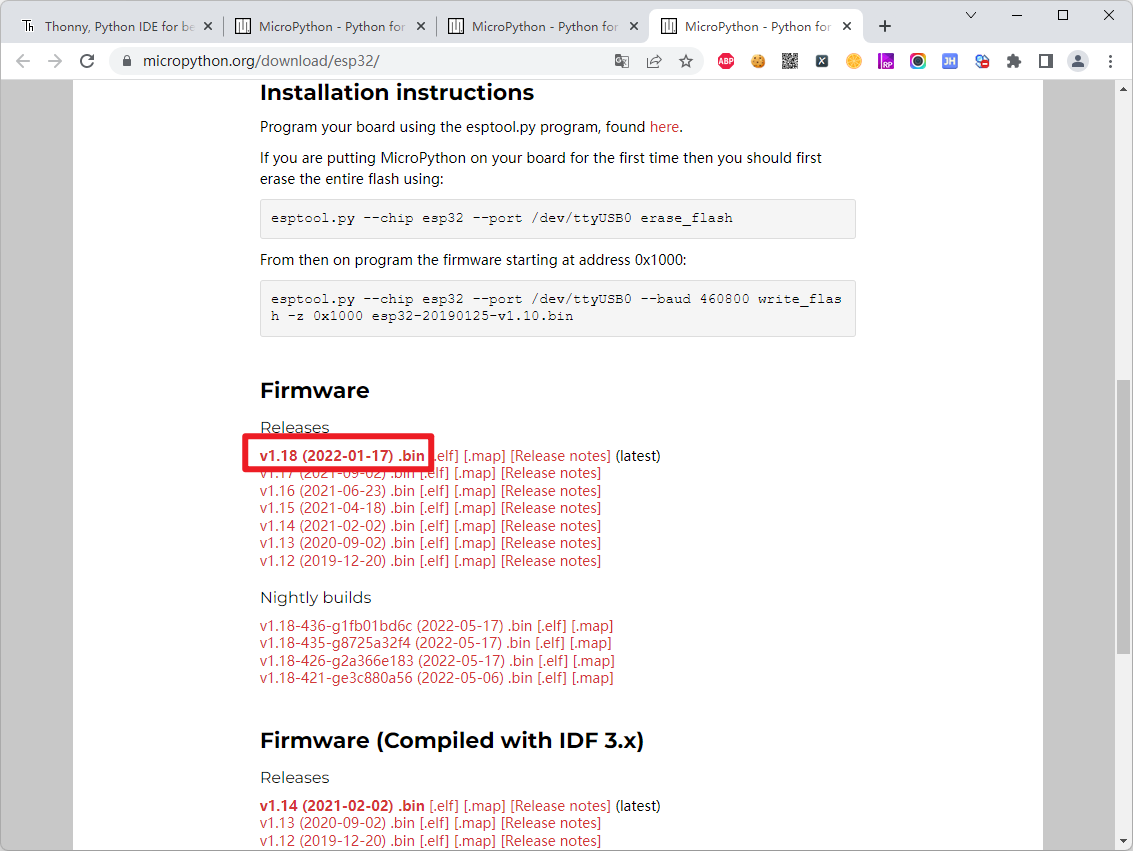 Thonny, Python IDE for be
MicroPython - Python for
MicroPython - Python for
MicroPython - Python for
micropython.org/download/esp32/
ABP
X
RP
JH
Installation instructions
Program your board using the esptool.py program, found here.
If you are putting MicroPython on your board for the first time then you should first
erase the entire flash using:
esptool.py --chip esp32 --port /dev/ttyUSB0 erase_flash
From then on program the firmware starting at address 0x1000:
esptool.py --chip esp32 --port /dev/ttyUSB0 --baud 460800 write_flas
h -z 0x1000 esp32-20190125-v1.10.bin
Firmware
Releases
v1.18 (2022-01-17) .bin [.elf] [.map] [Release notes] (latest)
v1.17 (2021-09-02) .bin [.elf] [.map] [Release notes]
v1.16 (2021-06-23) .bin [.elf] [.map] [Release notes]
v1.15 (2021-04-18) .bin [.elf] [.map] [Release notes]
v1.14 (2021-02-02) .bin [.elf] [.map] [Release notes]
v1.13 (2020-09-02) .bin [.elf] [.map] [Release notes]
v1.12 (2019-12-20) .bin [.elf] [.map] [Release notes]
Nightly builds
v1.18-436-g1fb01bd6c (2022-05-17) .bin [.elf] [.map]
v1.18-435-g8725a32f4 (2022-05-17) .bin [.elf] [.map]
v1.18-426-g2a366e183 (2022-05-17) .bin [.elf] [.map]
v1.18-421-ge3c880a56 (2022-05-06) .bin [.elf] [.map]
Firmware (Compiled with IDF 3.x)
Releases
v1.14 (2021-02-02) .bin [.elf] [.map] [Release notes] (latest)
v1.13 (2020-09-02) .bin [.elf] [.map] [Release notes]
v1.12 (2019-12-20) .bin [.elf] [.map] [Release notes]